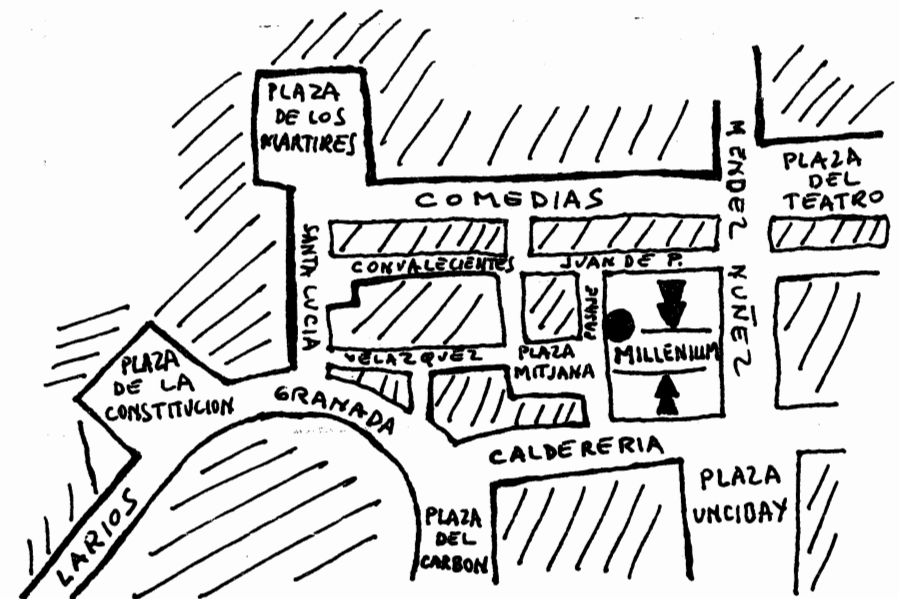 PLAZA
DE LOS
MARTIRES
COMEDIAS
MENDEZ NUÑEZ
PLAZA
DEL
TEATRO
SANTA LUCIA
CONVALECIENTES
JUAN DE P.
PASAJE
VELAZQUEZ
PLAZA
MITJANA
MILLENIUM
PLAZA
DE LA
CONSTITUCION
GRANADA
CALDERERIA
PLAZA
UNCIBAY
LARIOS
PLAZA
DEL
CARBON